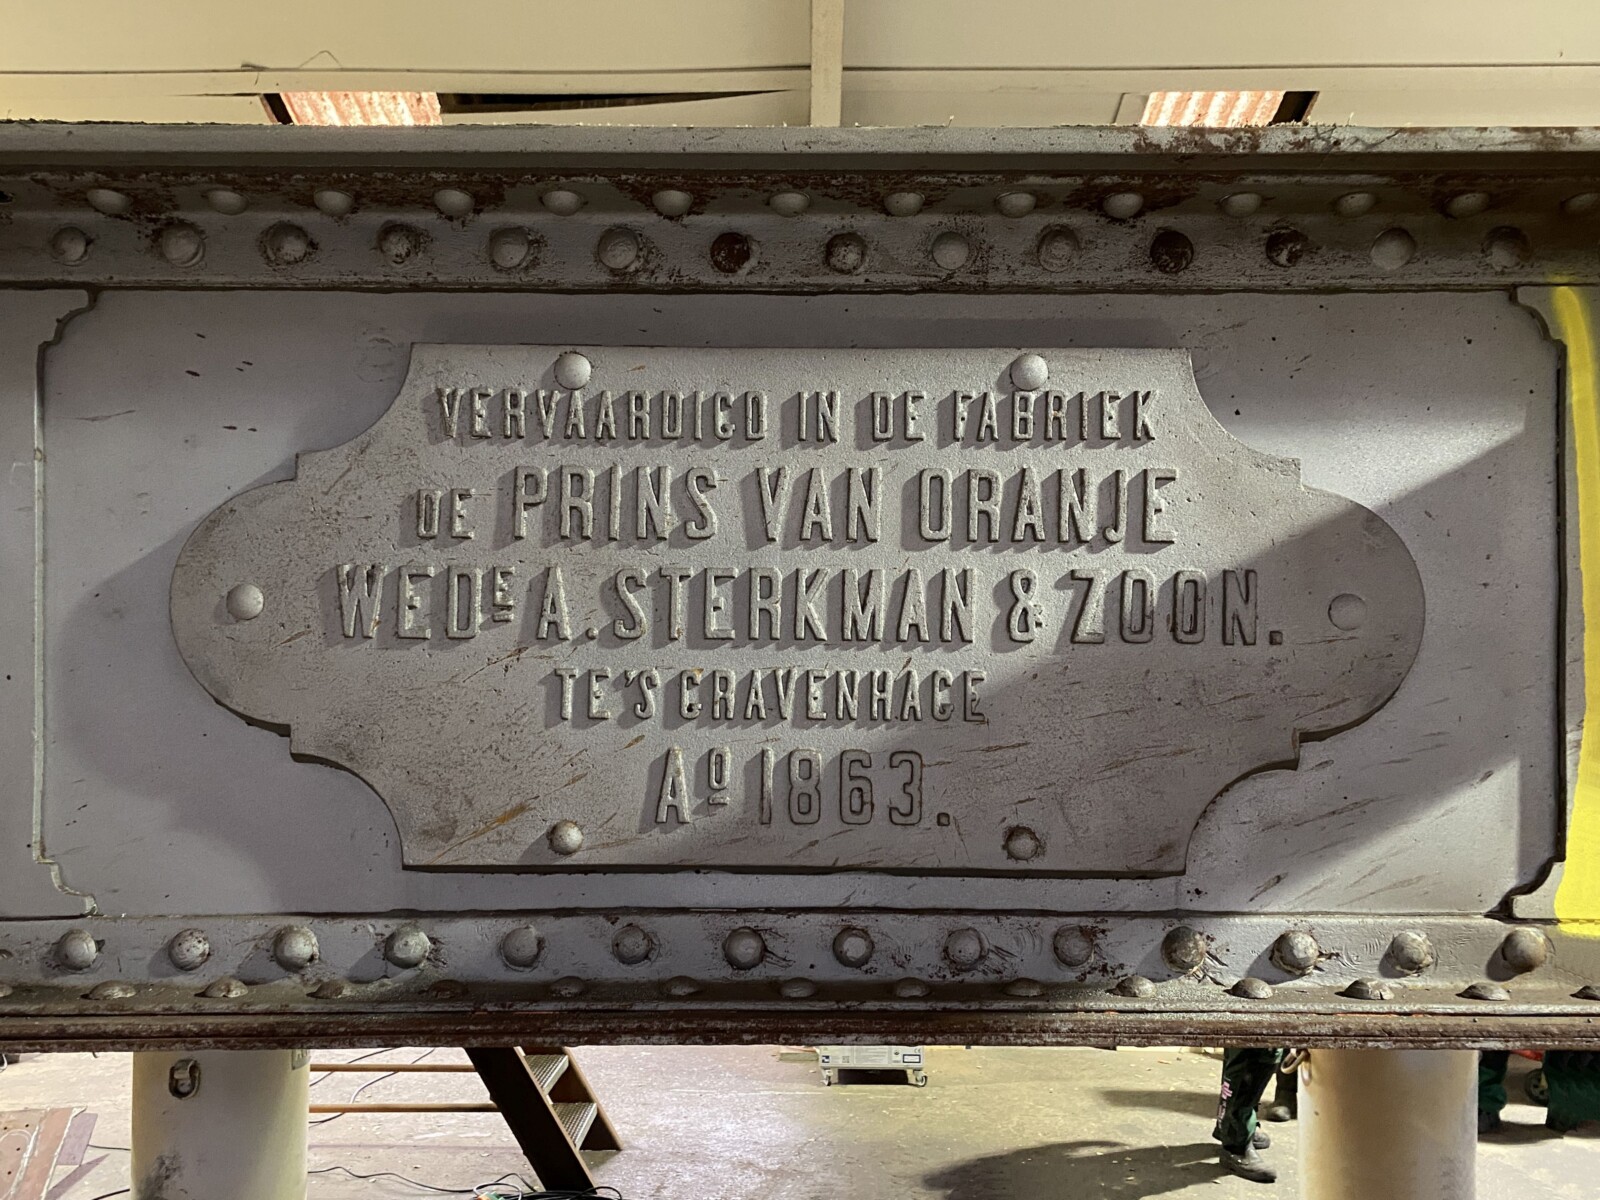 VERVAARDIGD IN DE FABRIEK
DE PRINS VAN ORANJE
WEDE A. STERKMAN & ZOON.
TE 'S GRAVENHAGE
Aº 1863.